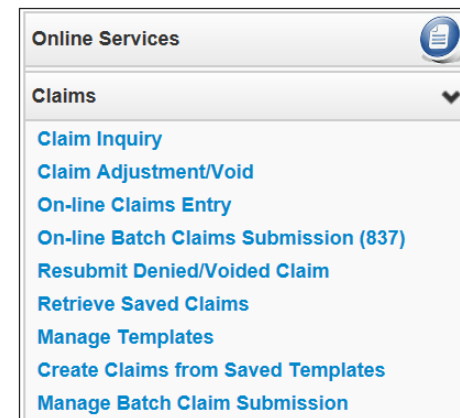 Online Services
Claims
Claim Inquiry
Claim Adjustment/Void
On-line Claims Entry
On-line Batch Claims Submission (837)
Resubmit Denied/Voided Claim
Retrieve Saved Claims
Manage Templates
Create Claims from Saved Templates
Manage Batch Claim Submission